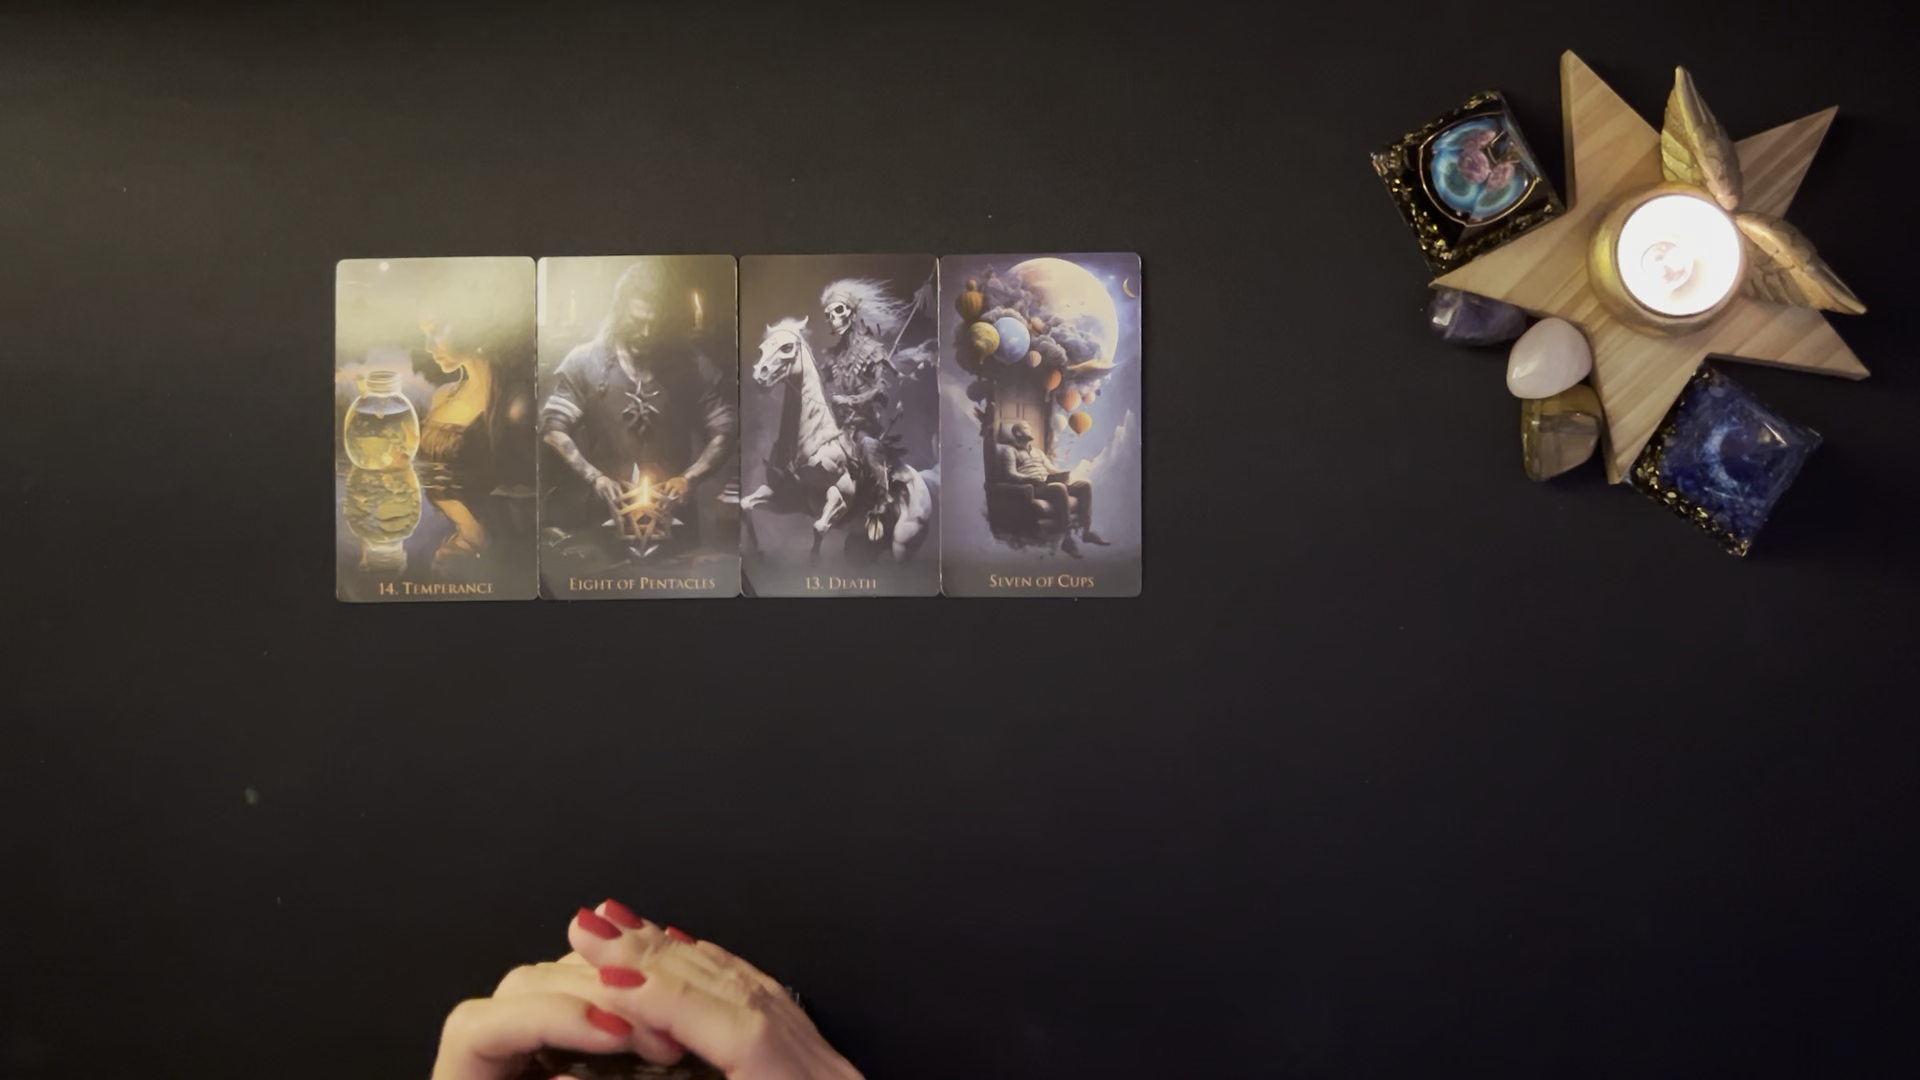 14. Temperance
Eight of Pentacles
13. Death
Seven of Cups